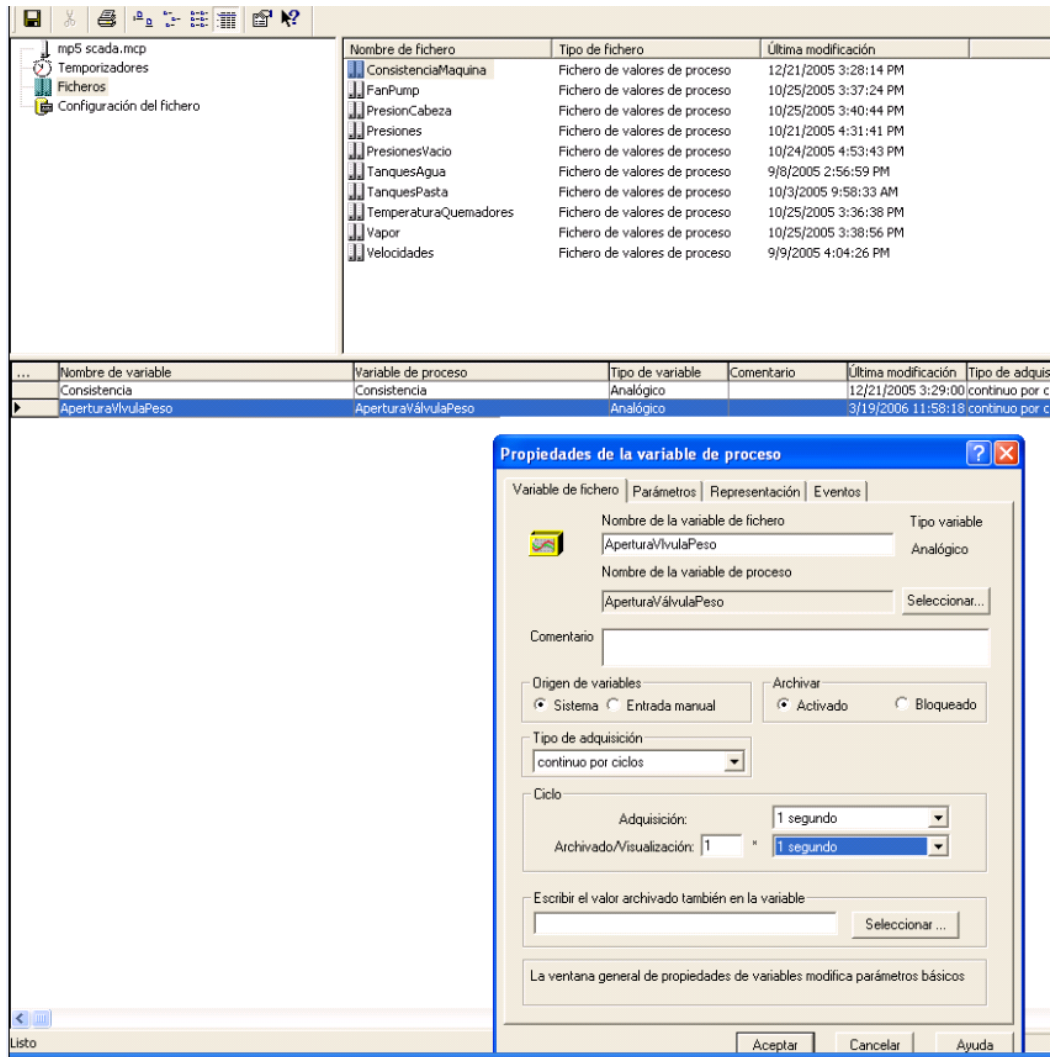 mp5 scada.mcp
Temporizadores
Ficheros
Configuración del fichero
Nombre de fichero Tipo de fichero Última modificación
ConsistenciaMaquina Fichero de valores de proceso 12/21/2005 3:28:14 PM
FanPump Fichero de valores de proceso 10/25/2005 3:37:24 PM
PresionCabeza Fichero de valores de proceso 10/25/2005 3:40:44 PM
Presiones Fichero de valores de proceso 10/21/2005 4:31:41 PM
PresionesVacio Fichero de valores de proceso 10/24/2005 4:53:43 PM
TanquesAgua Fichero de valores de proceso 9/8/2005 2:56:59 PM
TanquesPasta Fichero de valores de proceso 10/3/2005 9:58:33 AM
TemperaturaQuemadores Fichero de valores de proceso 10/25/2005 3:36:38 PM
Vapor Fichero de valores de proceso 10/25/2005 3:38:56 PM
Velocidades Fichero de valores de proceso 9/9/2005 4:04:26 PM
... Nombre de variable Variable de proceso Tipo de variable Comentario Última modificación Tipo de adquis
Consistencia Consistencia Analógico 12/21/2005 3:29:00 continuo por c
AperturaVlvulaPeso AperturaVálvulaPeso Analógico 3/19/2006 11:58:18 continuo por c
Propiedades de la variable de proceso
Variable de fichero Parámetros Representación Eventos
Nombre de la variable de fichero Tipo variable
AperturaVlvulaPeso Analógico
Nombre de la variable de proceso
AperturaVálvulaPeso Seleccionar...
Comentario
Origen de variables Archivar
Sistema Entrada manual Activado Bloqueado
Tipo de adquisición
continuo por ciclos
Ciclo
Adquisición: 1 segundo
Archivado/Visualización: 1 * 1 segundo
Escribir el valor archivado también en la variable
Seleccionar ...
La ventana general de propiedades de variables modifica parámetros básicos
Listo
Aceptar Cancelar Ayuda